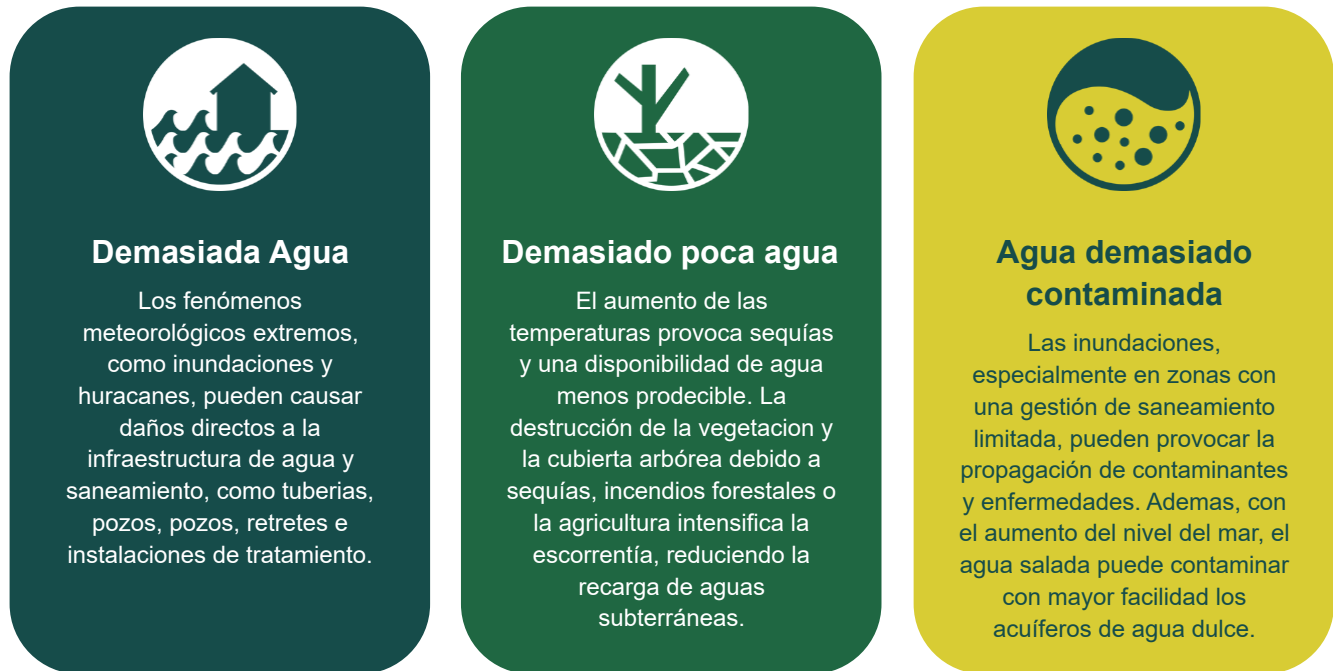 Demasiada Agua
Los fenómenos
meteorológicos extremos,
como inundaciones y
huracanes, pueden causar
daños directos a la
infraestructura de agua y
saneamiento, como tuberias,
pozos, pozos, retretes e
instalaciones de tratamiento.
Demasiado poca agua
El aumento de las
temperaturas provoca sequías
y una disponibilidad de agua
menos prodecible. La
destrucción de la vegetacion y
la cubierta arbórea debido a
sequías, incendios forestales o
la agricultura intensifica la
escorrentía, reduciendo la
recarga de aguas
subterráneas.
Agua demasiado
contaminada
Las inundaciones,
especialmente en zonas con
una gestión de saneamiento
limitada, pueden provocar la
propagación de contaminantes
y enfermedades. Ademas, con
el aumento del nivel del mar, el
agua salada puede contaminar
con mayor facilidad los
acuíferos de agua dulce.